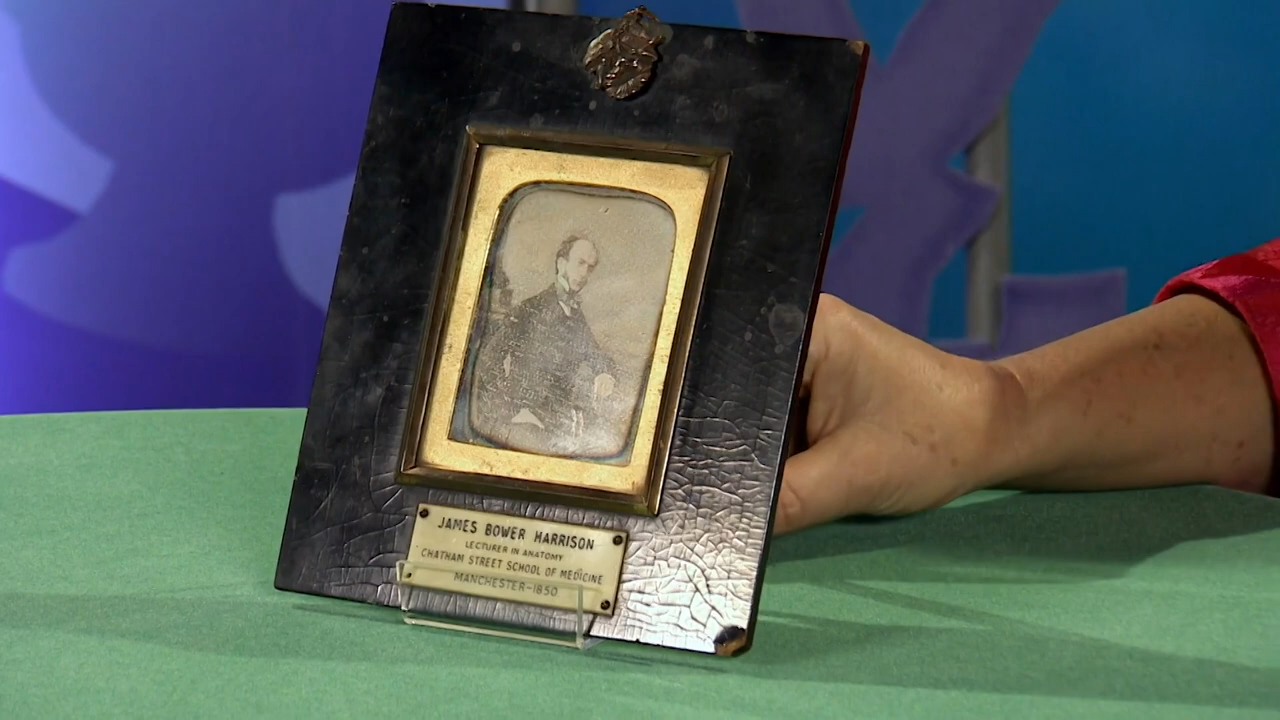 JAMES BOWER HARRISON
LECTURER IN ANATOMY
CHATHAM STREET SCHOOL OF MEDICINE
MANCHESTER-1850